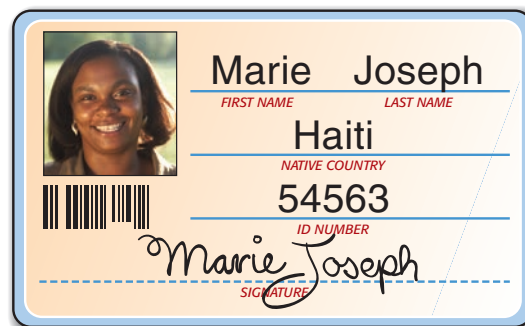 Marie Joseph
FIRST NAME LAST NAME
Haiti
NATIVE COUNTRY
54563
ID NUMBER
Marie Joseph
SIGNATURE